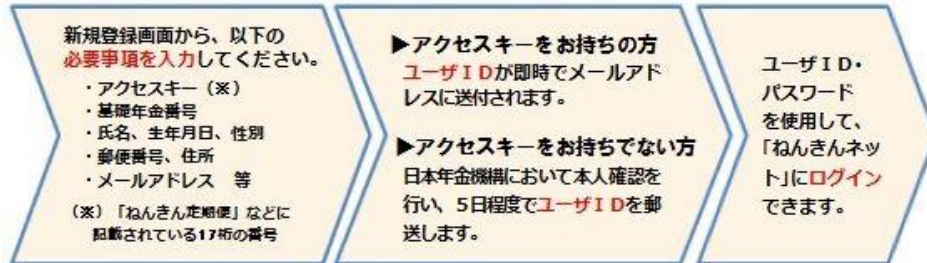 新規登録画面から、以下の
必要事項を入力してください。
・アクセスキー（※）
・基礎年金番号
・氏名、生年月日、性別
・郵便番号、住所
・メールアドレス　等
（※）「ねんきん定期便」などに
記載されている17桁の番号
▶アクセスキーをお持ちの方
ユーザＩＤが即時でメールアド
レスに送付されます。
▶アクセスキーをお持ちでない方
日本年金機構において本人確認を
行い、５日程度でユーザＩＤを郵
送します。
ユーザＩＤ・
パスワード
を使用して、
「ねんきんネッ
ト」にログイン
できます。